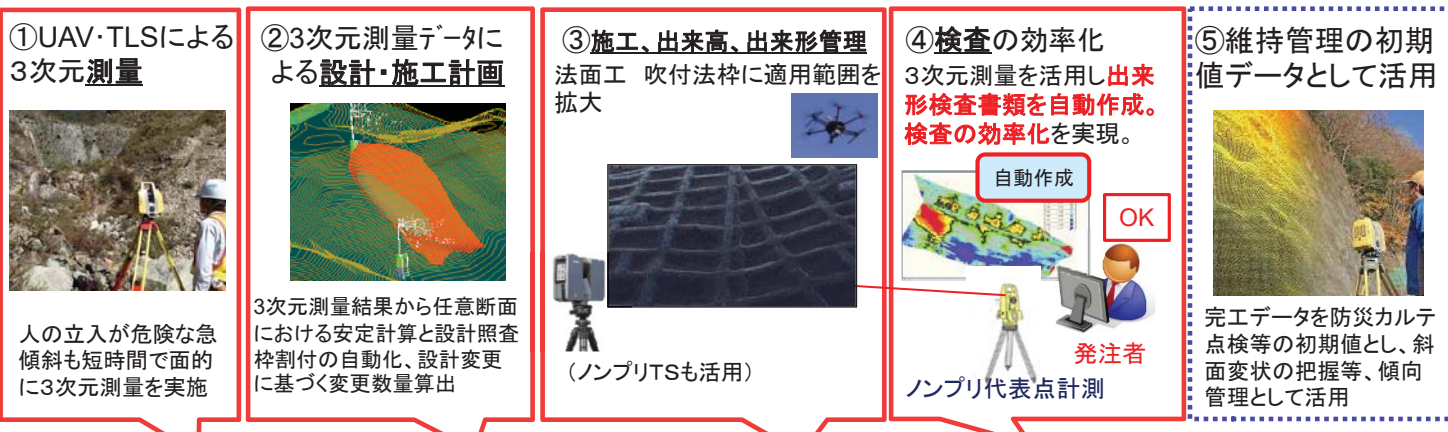 ①UAV・TLSによる
3次元測量
人の立入が危険な急
傾斜も短時間で面的
に3次元測量を実施
②3次元測量ﾃﾞｰﾀに
よる設計・施工計画
3次元測量結果から任意断面
における安定計算と設計照査
枠割付の自動化、設計変更
に基づく変更数量算出
③施工、出来高、出来形管理
法面工　吹付法枠に適用範囲を
拡大
（ノンプリTSも活用）
④検査の効率化
3次元測量を活用し出来
形検査書類を自動作成。
検査の効率化を実現。
自動作成
OK
発注者
ノンプリ代表点計測
⑤維持管理の初期
値データとして活用
完工データを防災カルテ
点検等の初期値とし、斜
面変状の把握等、傾向
管理として活用